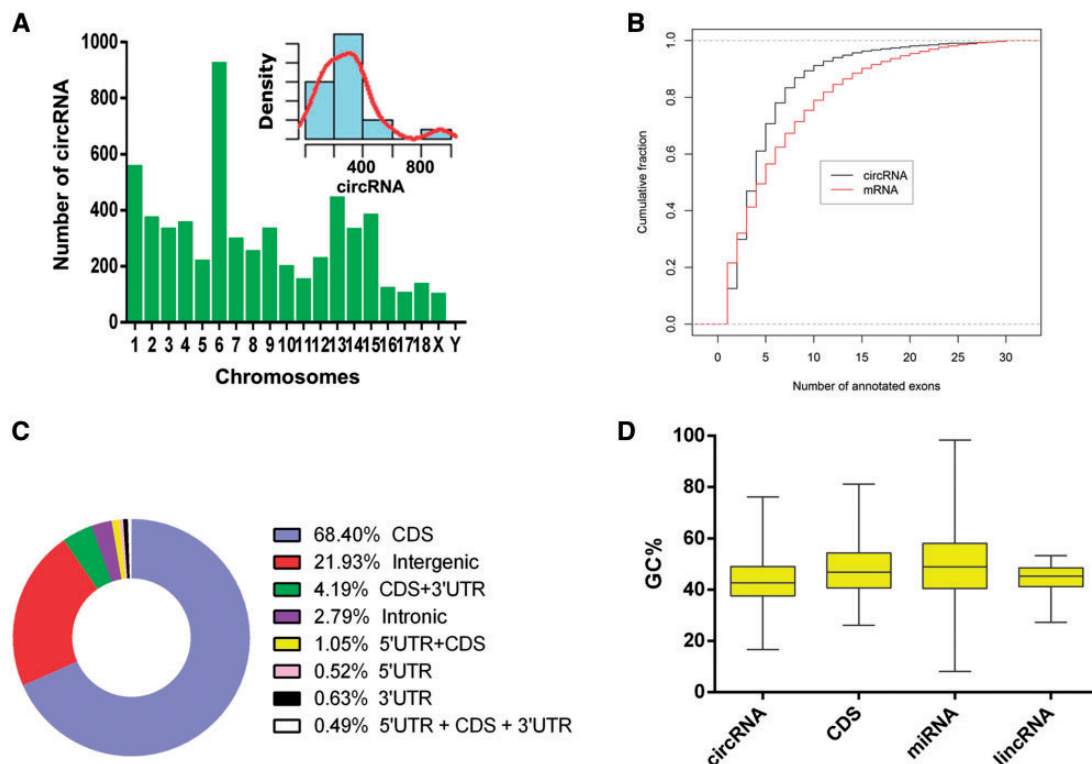 A
Number of circRNA
1000
800
600
400
200
0
1 2 3 4 5 6 7 8 9 10 11 12 13 14 15 16 17 18 X Y
Chromosomes
Density
400 800
circRNA
B
Cumulative fraction
1.0
0.8
0.6
0.4
0.2
0.0
circRNA
mRNA
0 5 10 15 20 25 30
Number of annotated exons
C
68.40% CDS
21.93% Intergenic
4.19% CDS+3'UTR
2.79% Intronic
1.05% 5'UTR+CDS
0.52% 5'UTR
0.63% 3'UTR
0.49% 5'UTR + CDS + 3'UTR
D
GC%
100
80
60
40
20
0
circRNA
CDS
miRNA
lincRNA